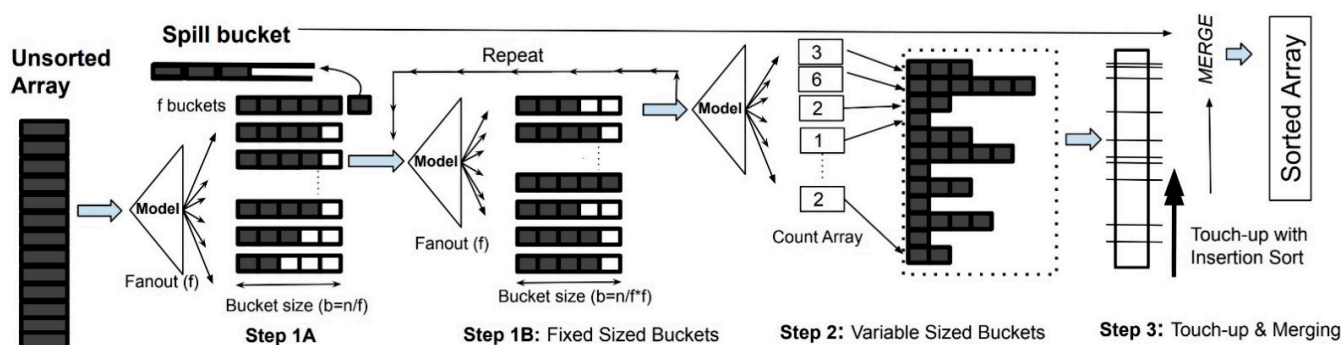 Unsorted
Array
Spill bucket
f buckets
Model
Fanout (f)
Bucket size (b=n/f)
Step 1A
Repeat
Model
Fanout (f)
Bucket size (b=n/f*f)
Step 1B: Fixed Sized Buckets
Model
3
6
2
1
2
Count Array
Step 2: Variable Sized Buckets
MERGE
Sorted Array
Touch-up with
Insertion Sort
Step 3: Touch-up & Merging